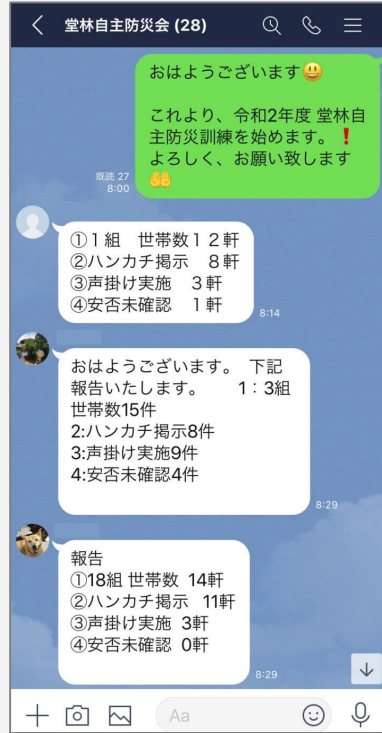 堂林自主防災会 (28)
おはようございます😃
これより、令和2年度 堂林自
主防災訓練を始めます。❗
よろしく、お願い致します
🤲
既読 27
8:00
①1組　世帯数１２軒
②ハンカチ掲示　８軒
③声掛け実施　３軒
④安否未確認　１軒
8:14
おはようございます。 下記
報告いたします。　　1：3組
世帯数15件
2:ハンカチ掲示8件
3:声掛け実施9件
4:安否未確認4件
8:29
報告
①18組 世帯数 14軒
②ハンカチ掲示 11軒
③声掛け実施 3軒
④安否未確認 0軒
8:29
Aa